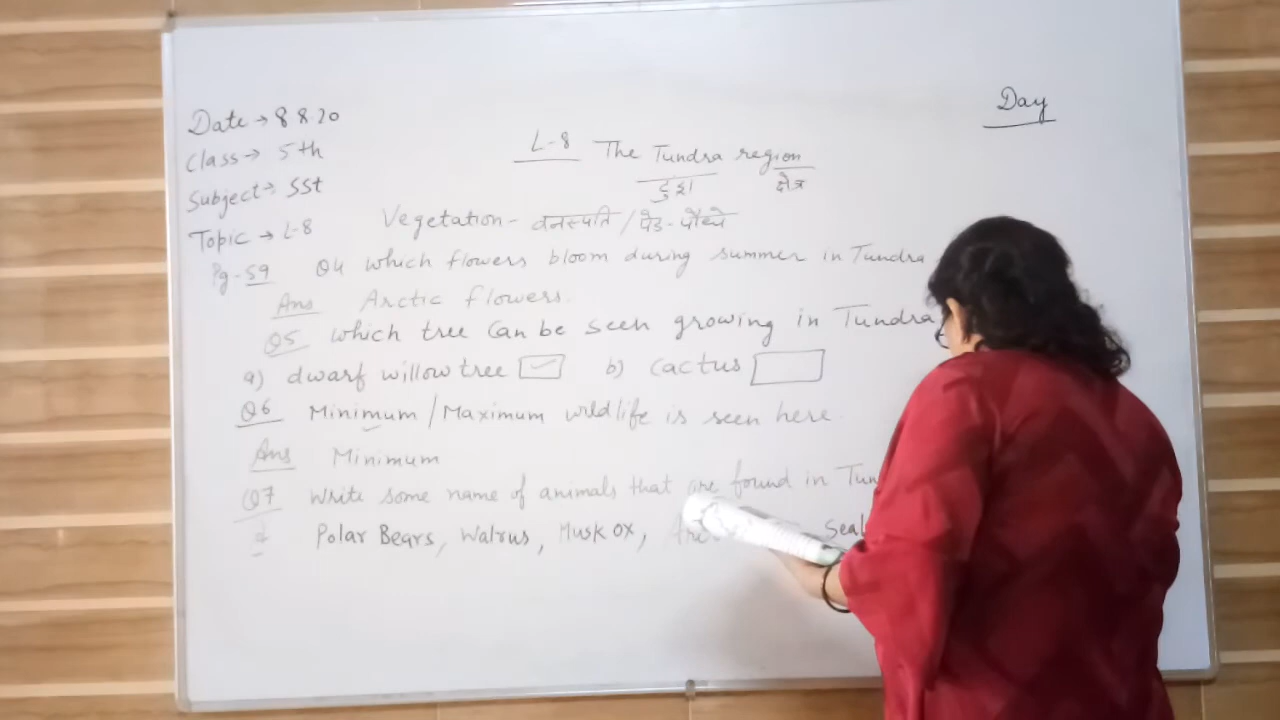 Day
Date → 8 8 20
Class → 5th
Subject → SSt
Topic → L-8
L-8 The Tundra region
टुंड्रा क्षेत्र
Vegetation - वनस्पति / पेड़-पौधे
Pg - 59 Q4 which flowers bloom during summer in Tundra
Ans Arctic flowers.
Q5 which tree Can be seen growing in Tundra
a) dwarf willow tree b) Cactus
Q6 Minimum / Maximum wildlife is seen here.
Ans Minimum
Q7 Write some name of animals that are found in
Polar Bears, Walrus, Musk OX, Seal